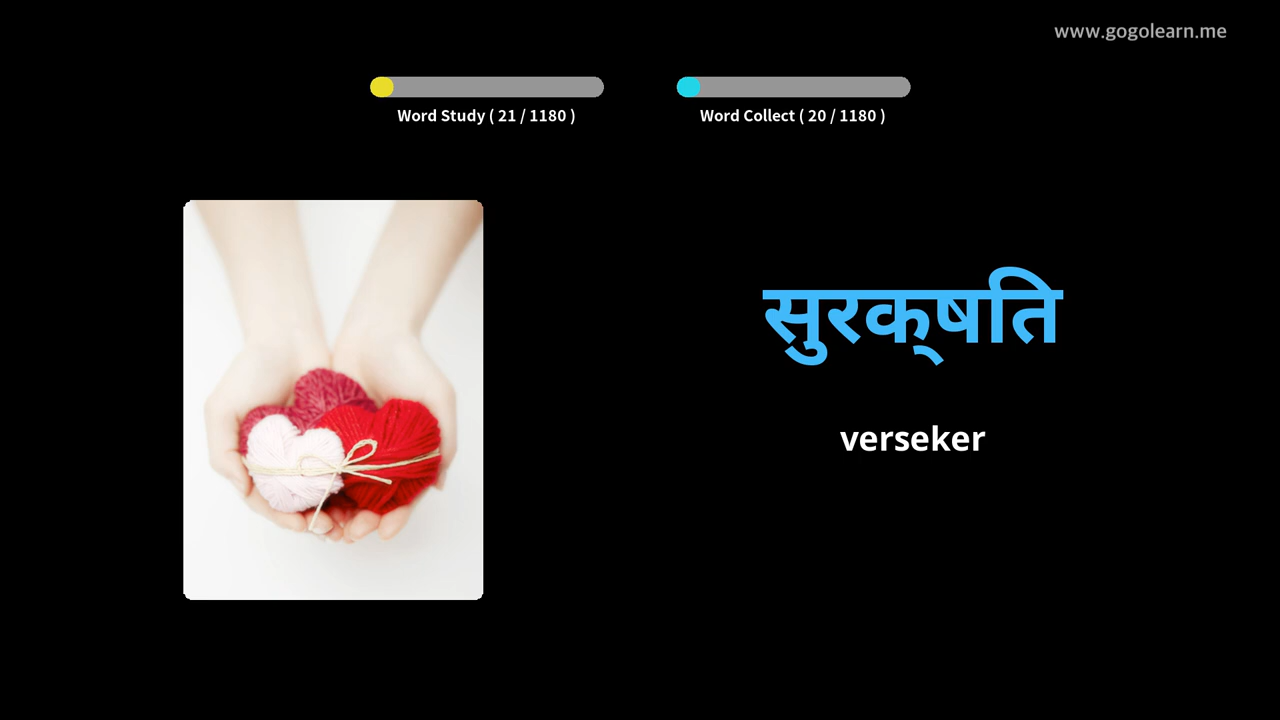 www.gogolearn.me
Word Study ( 21 / 1180 )
Word Collect ( 20 / 1180 )
सुरक्‌षति
verseker